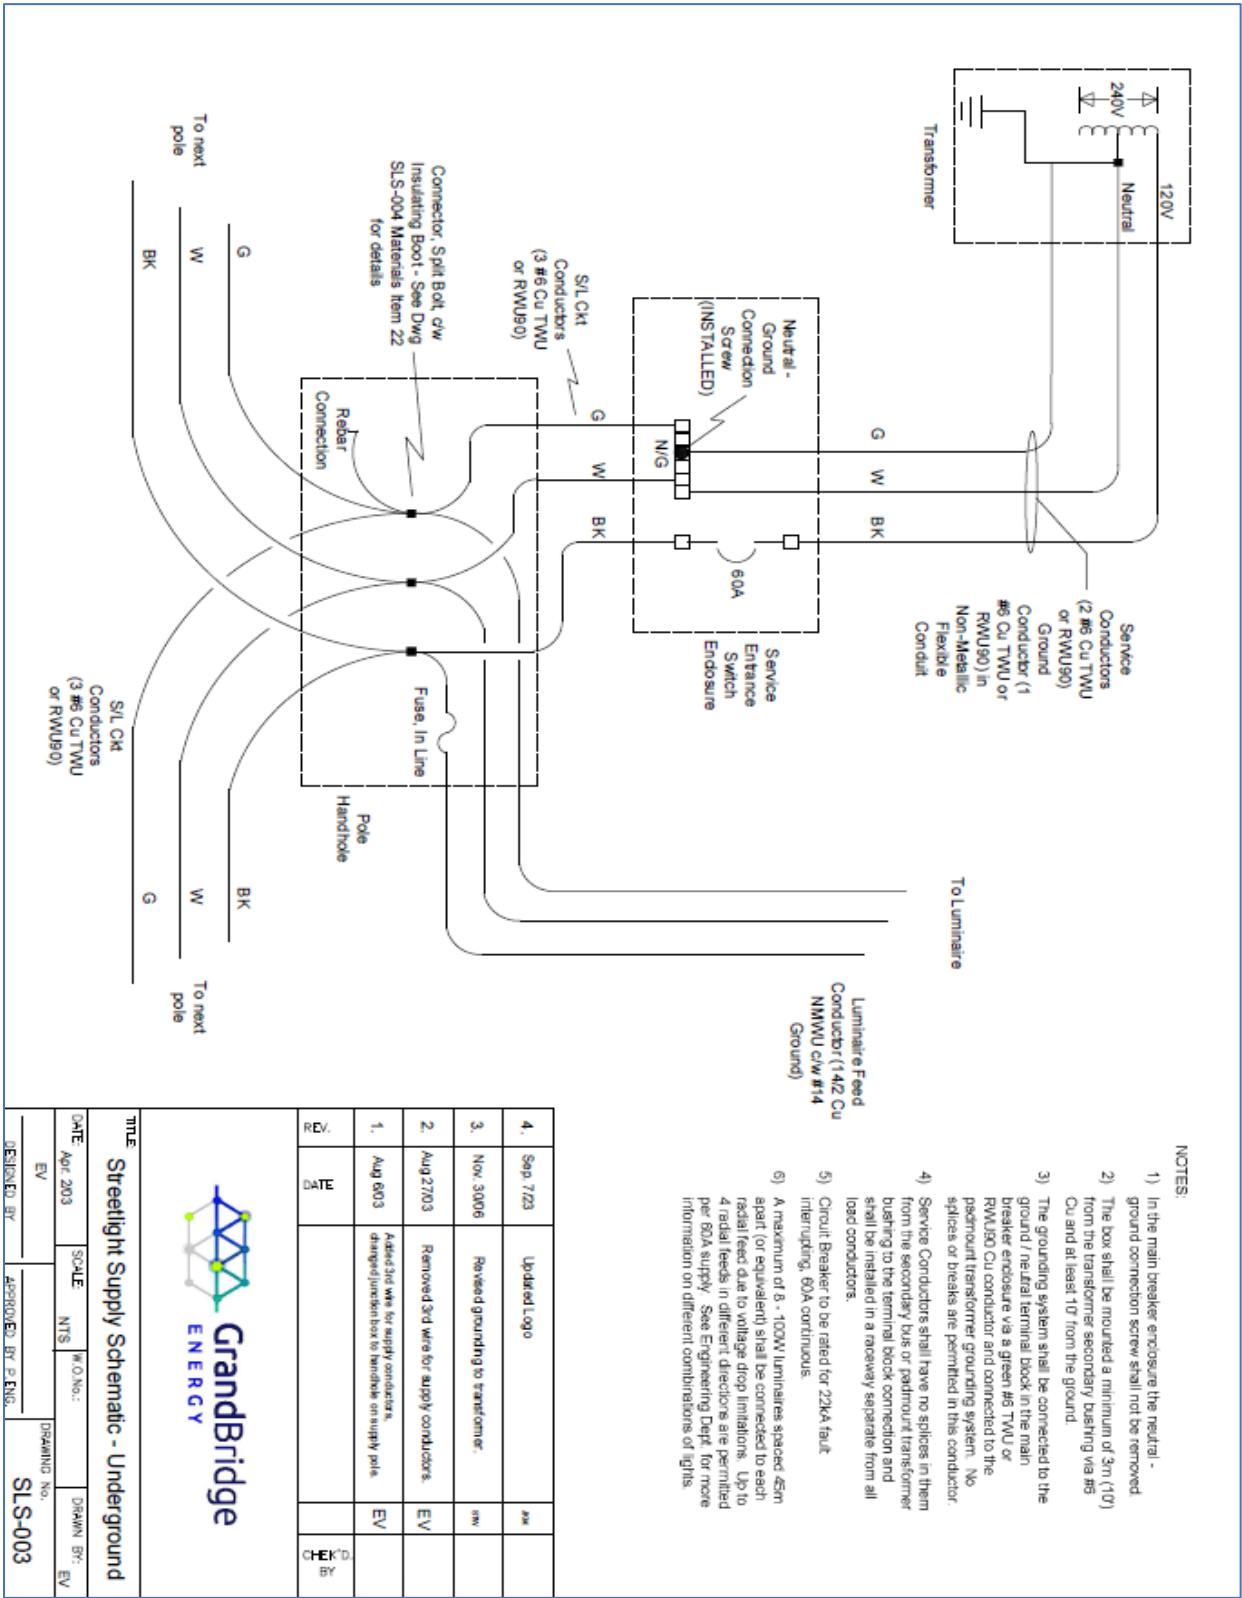 120V
240V
Neutral
Transformer
G
W
BK
Service
Conductors
(2 #6 Cu TWU
or RWU90)
Ground
Conductor (1
#6 Cu TWU or
RWU90) in
Non-Metallic
Flexible
Conduit
Neutral -
Ground
Connection
Screw
(INSTALLED)
N/G
60A
Service
Entrance
Switch
Enclosure
S/L Ckt
Conductors
(3 #6 Cu TWU
or RWU90)
G
W
BK
Connector, Split Bolt, c/w
Insulating Boot - See Dwg
SLS-004 Materials Item 22
for details
Rebar
Connection
Fuse, In Line
Pole
Handhole
To next
pole
G
W
BK
S/L Ckt
Conductors
(3 #6 Cu TWU
or RWU90)
BK
W
G
To next
pole
To Luminaire
Luminaire Feed
Conductor (14/2 Cu
NMWU c/w #14
Ground)
NOTES:
1) In the main breaker enclosure the neutral -
ground connection screw shall not be removed.
2) The box shall be mounted a minimum of 3m (10')
from the transformer secondary bushing via #6
Cu and at least 10' from the ground.
3) The grounding system shall be connected to the
ground / neutral terminal block in the main
breaker enclosure via a green #6 TWU or
RWU90 Cu conductor and connected to the
padmount transformer grounding system. No
splices or breaks are permitted in this conductor.
4) Service Conductors shall have no splices in them
from the secondary bus or padmount transformer
bushing to the terminal block connection and
shall be installed in a raceway separate from all
load conductors.
5) Circuit Breaker to be rated for 22kA fault
interrupting, 60A continuous.
6) A maximum of 8 - 100W luminaires spaced 45m
apart (or equivalent) shall be connected to each
radial feed due to voltage drop limitations. Up to
4 radial feeds in different directions are permitted
per 60A supply. See Engineering Dept. for more
information on different combinations of lights.
4. Sep. 7/23 Updated Logo
3. Nov. 30/06 Revised grounding to transformer.
2. Aug 27/03 Removed 3rd wire for supply conductors. EV
1. Aug 6/03 Added 3rd wire for supply conductors,
changed junction box to handhole on supply pole. EV
REV. DATE CHEK'D
BY
GrandBridge
ENERGY
TITLE:
Streetlight Supply Schematic - Underground
DATE: Apr. 2/03 SCALE: NTS W.O.No.: DRAWN BY: EV
EV
DESIGNED BY APPROVED BY P.ENG. DRAWING No.
SLS-003